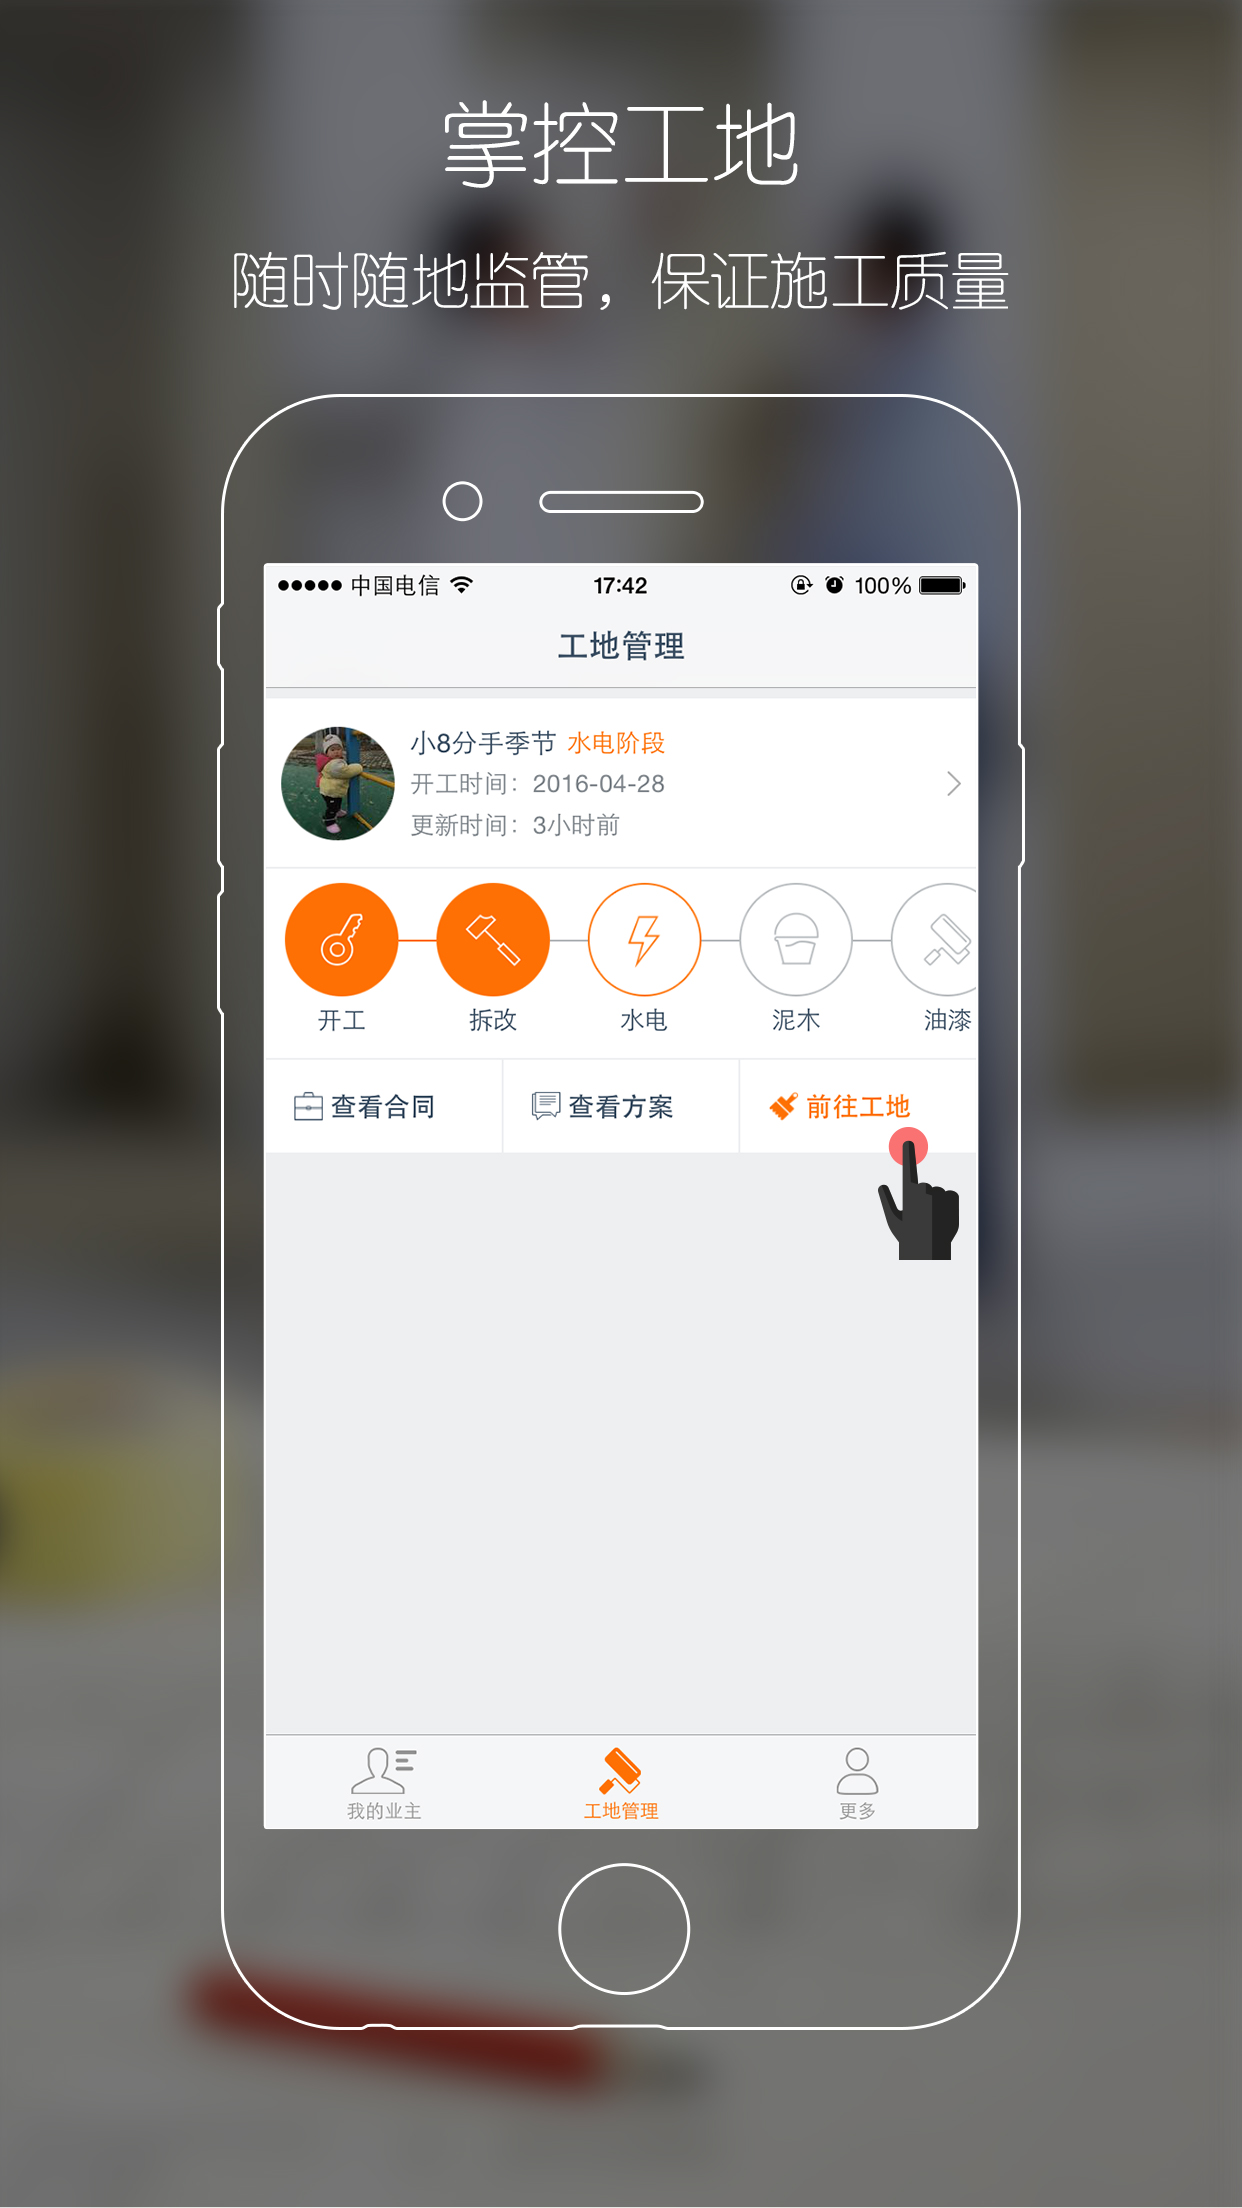 掌控工地
随时随地监管，保证施工质量
中国电信 17:42 100%
工地管理
小8分手季节 水电阶段
开工时间：2016-04-28
更新时间：3小时前
开工 拆改 水电 泥木 油漆
查看合同 查看方案 前往工地
我的业主 工地管理 更多